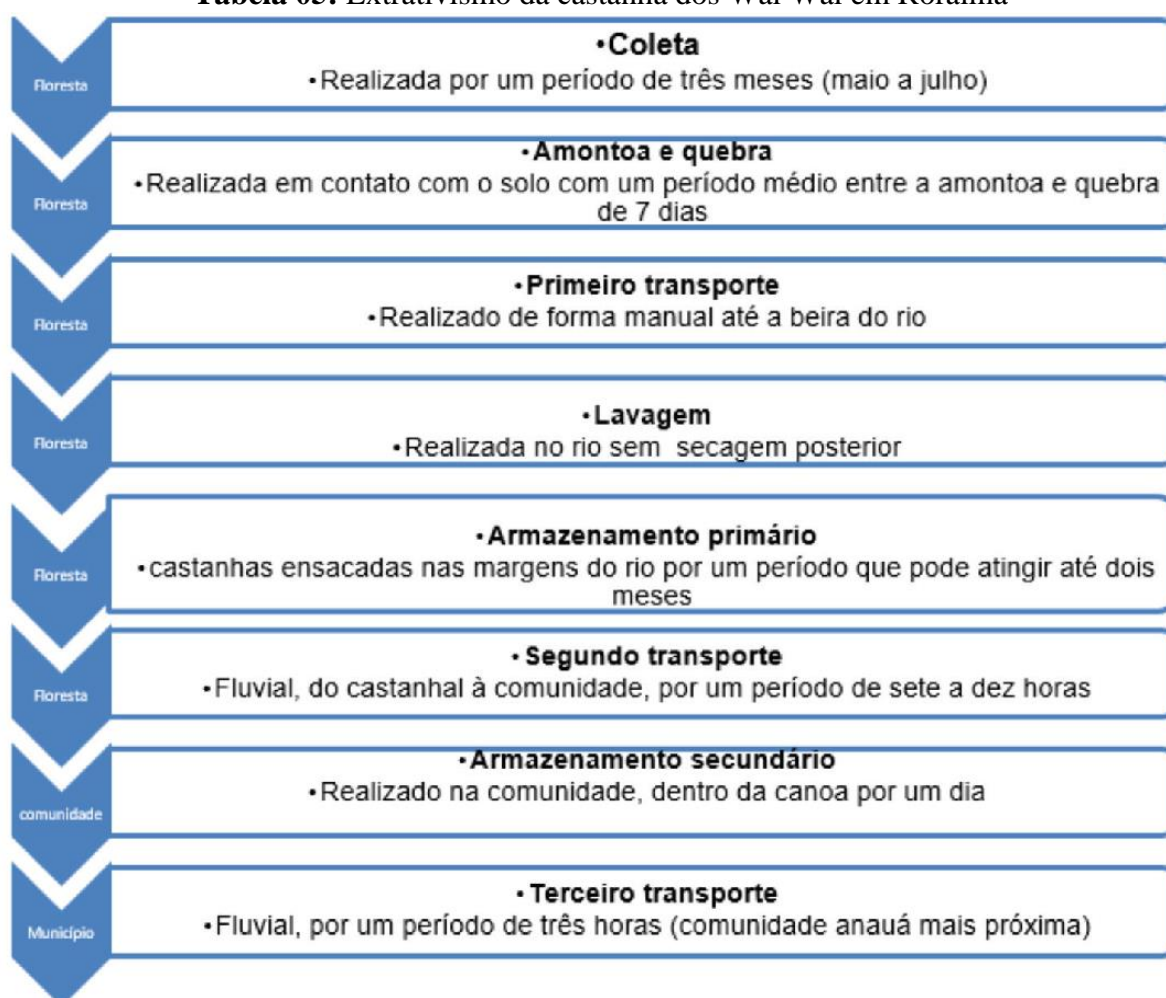 Tabela 05: Extrativismo da castanha dos Wai Wai em Roraima
Floresta
•Coleta
•Realizada por um período de três meses (maio a julho)
Floresta
•Amontoa e quebra
•Realizada em contato com o solo com um período médio entre a amontoa e quebra
de 7 dias
Floresta
•Primeiro transporte
•Realizado de forma manual até a beira do rio
Floresta
•Lavagem
•Realizada no rio sem secagem posterior
Floresta
•Armazenamento primário
•castanhas ensacadas nas margens do rio por um período que pode atingir até dois
meses
Floresta
•Segundo transporte
•Fluvial, do castanhal à comunidade, por um período de sete a dez horas
comunidade
•Armazenamento secundário
•Realizado na comunidade, dentro da canoa por um dia
Município
•Terceiro transporte
•Fluvial, por um período de três horas (comunidade anauá mais próxima)